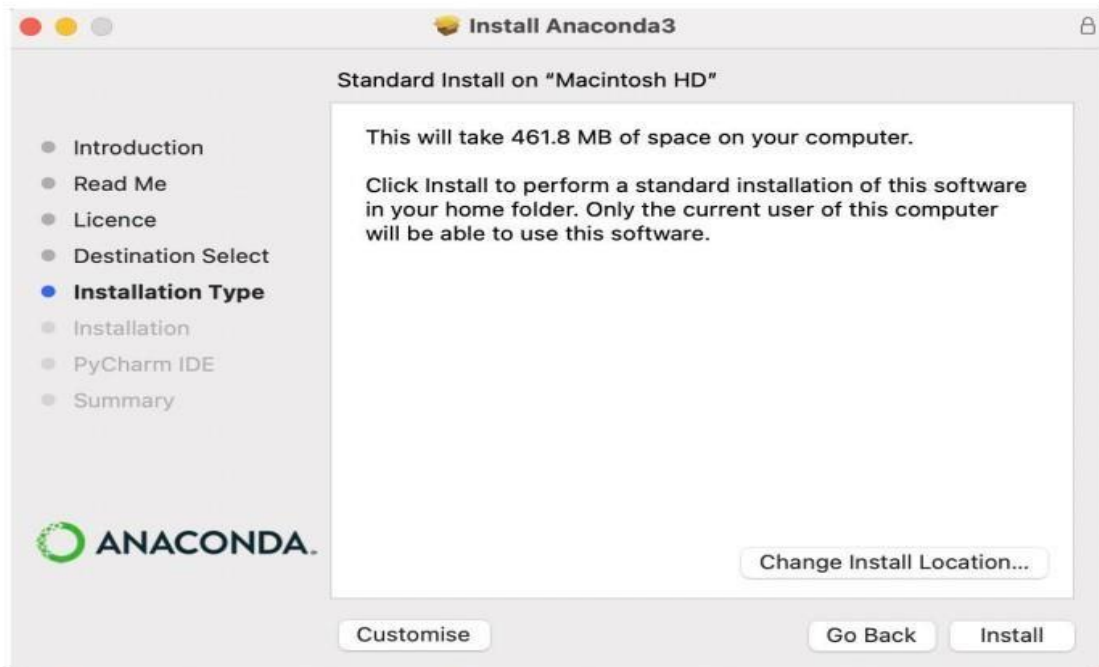 Install Anaconda3
Standard Install on “Macintosh HD”
Introduction
Read Me
Licence
Destination Select
Installation Type
Installation
PyCharm IDE
Summary
ANACONDA.
This will take 461.8 MB of space on your computer.
Click Install to perform a standard installation of this software
in your home folder. Only the current user of this computer
will be able to use this software.
Change Install Location...
Customise
Go Back
Install